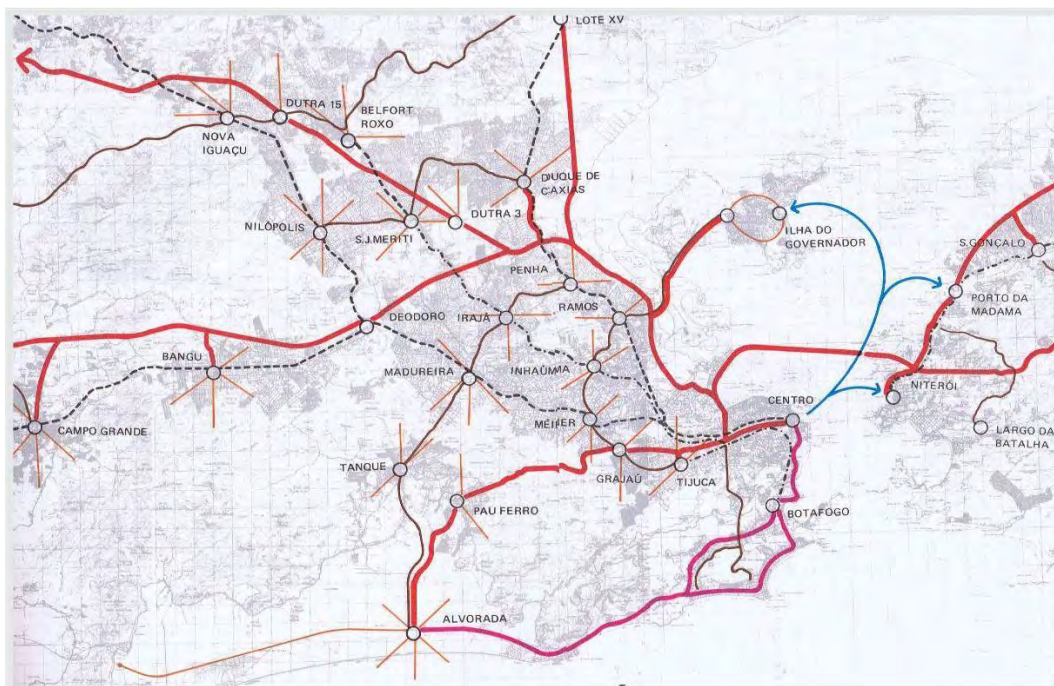 LOTE XV
DUTRA 15
BELFORT
ROXO
NOVA
IGUAÇU
DUQUE DE
CAXIAS
NILÓPOLIS
S.J.MERITI
DUTRA 3
ILHA DO
GOVERNADOR
S.GONÇALO
PENHA
PORTO DA
MADAMA
DEODORO
IRAJÁ
RAMOS
BANGU
MADUREIRA
INHAÚMA
NITERÓI
CENTRO
CAMPO GRANDE
MÉIER
LARGO DA
BATALHA
TANQUE
GRAJAÚ
TIJUCA
PAU FERRO
BOTAFOGO
ALVORADA